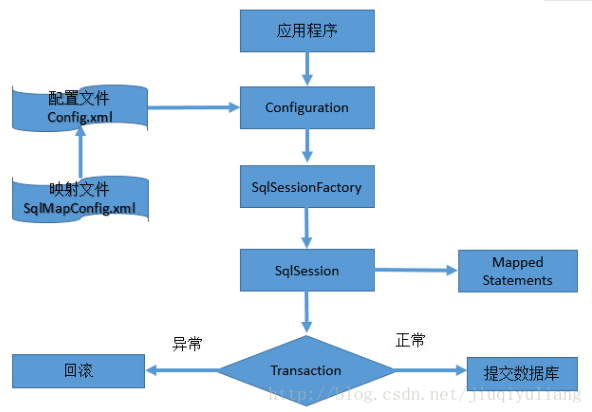 应用程序
配置文件
Config.xml
Configuration
映射文件
SqlMapConfig.xml
SqlSessionFactory
SqlSession
Mapped
Statements
异常
正常
回滚
Transaction
提交数据库
http://blog.csdn.net/jiuqiyuliang